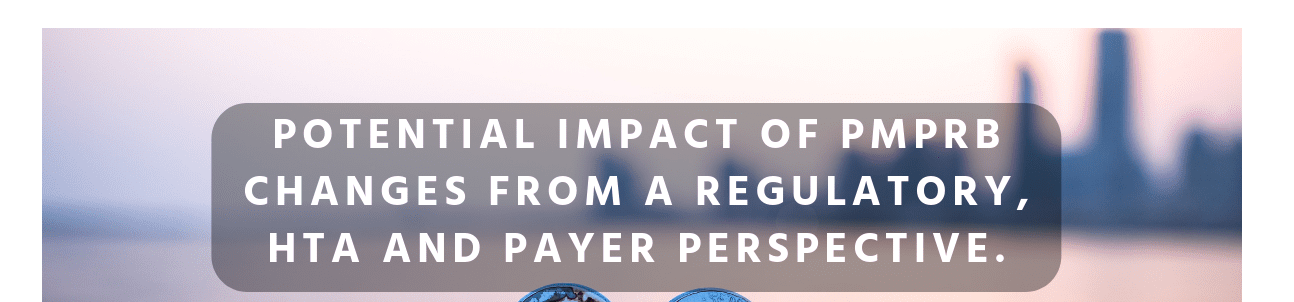 POTENTIAL IMPACT OF PMPRB
CHANGES FROM A REGULATORY,
HTA AND PAYER PERSPECTIVE.